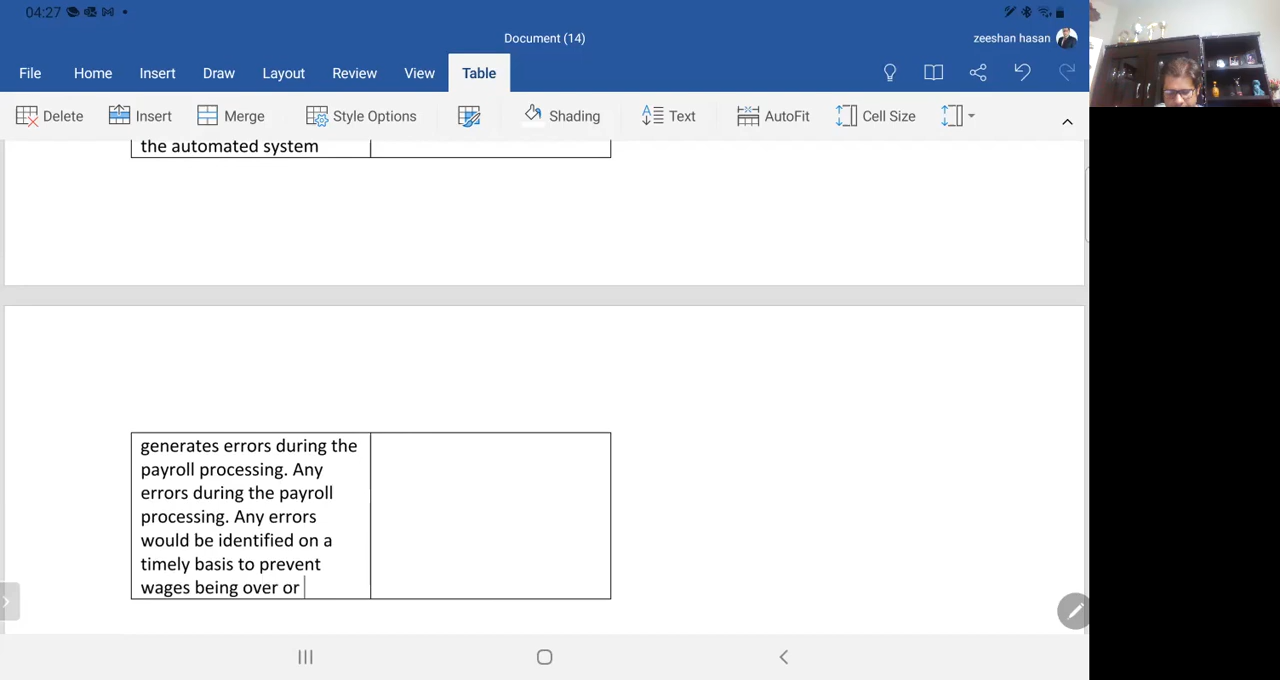 04:27
Document (14)
zeeshan hasan
File Home Insert Draw Layout Review View Table
Delete Insert Merge Style Options Shading Text AutoFit Cell Size
the automated system
generates errors during the
payroll processing. Any
errors during the payroll
processing. Any errors
would be identified on a
timely basis to prevent
wages being over or